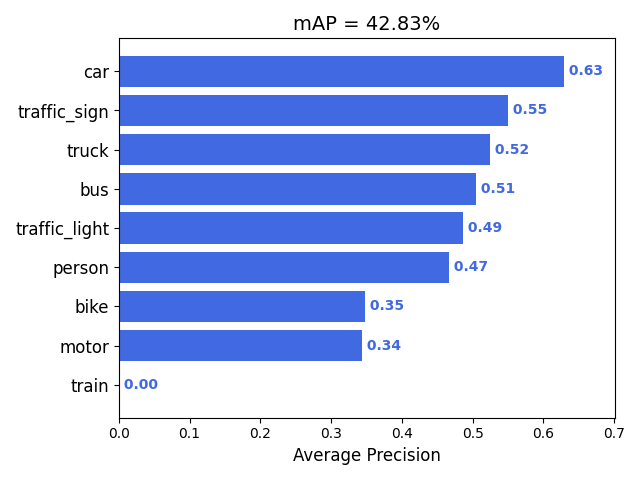 mAP = 42.83%
car 0.63
traffic_sign 0.55
truck 0.52
bus 0.51
traffic_light 0.49
person 0.47
bike 0.35
motor 0.34
train 0.00
0.0 0.1 0.2 0.3 0.4 0.5 0.6 0.7
Average Precision